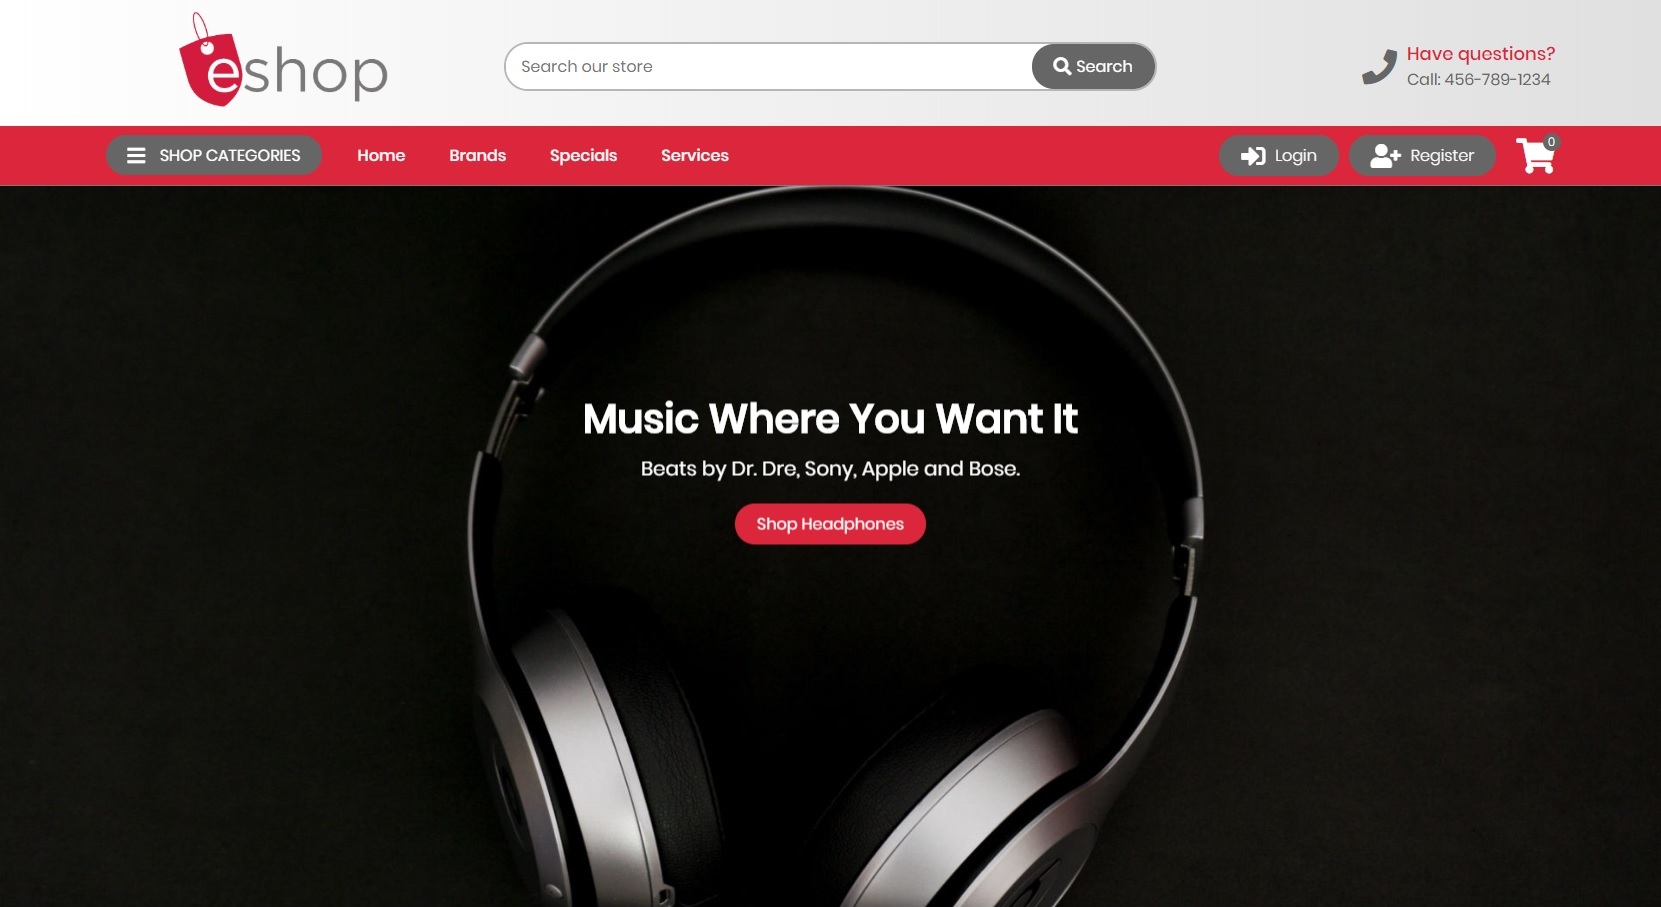 eshop
Search our store
Search
Have questions?
Call: 456-789-1234
SHOP CATEGORIES
Home
Brands
Specials
Services
Login
Register
0
Music Where You Want It
Beats by Dr. Dre, Sony, Apple and Bose.
Shop Headphones